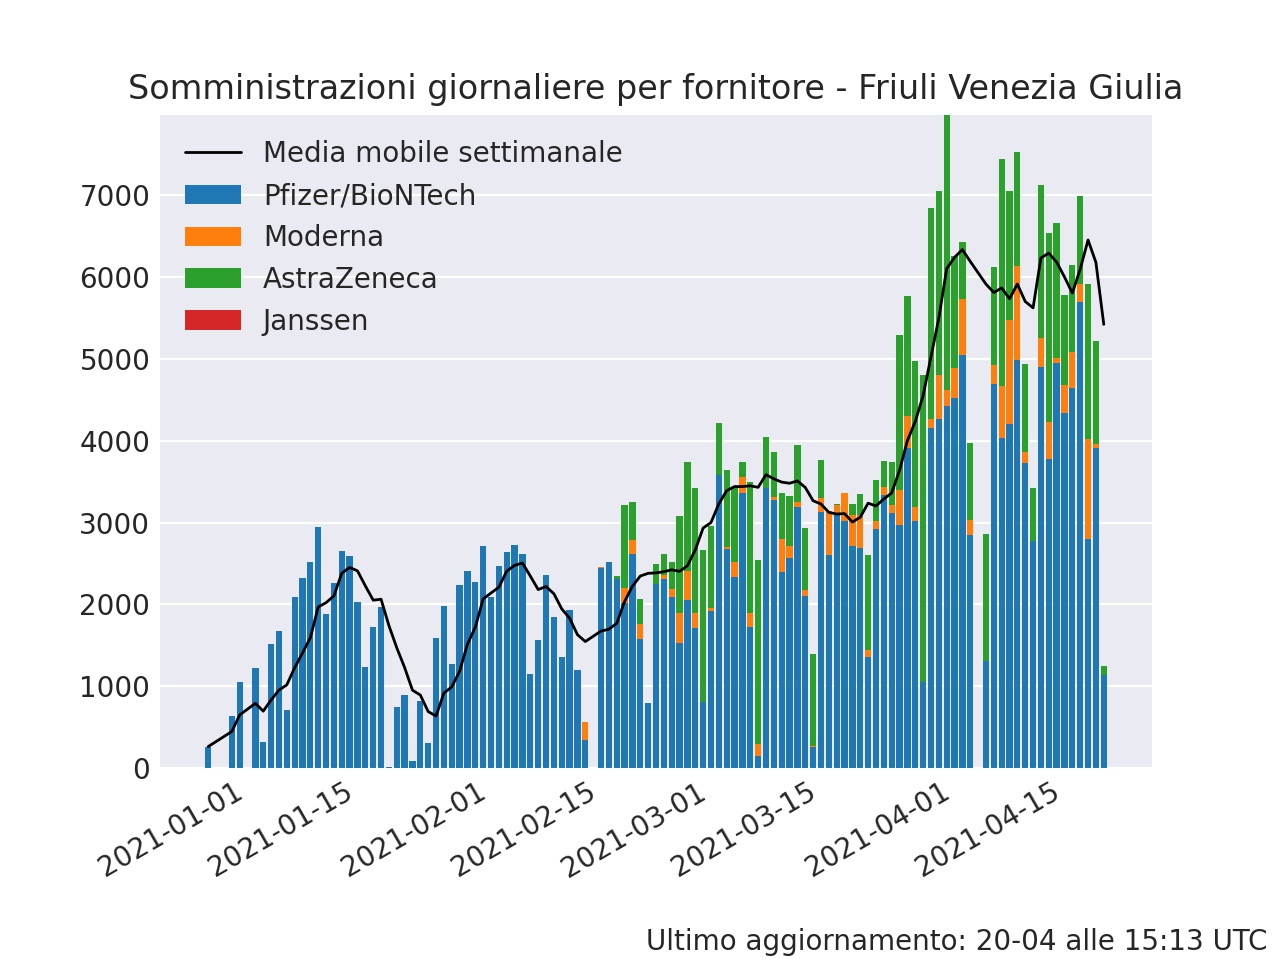 Somministrazioni giornaliere per fornitore - Friuli Venezia Giulia
Media mobile settimanale
Pfizer/BioNTech
Moderna
AstraZeneca
Janssen
7000
6000
5000
4000
3000
2000
1000
0
2021-01-01
2021-01-15
2021-02-01
2021-02-15
2021-03-01
2021-03-15
2021-04-01
2021-04-15
Ultimo aggiornamento: 20-04 alle 15:13 UTC